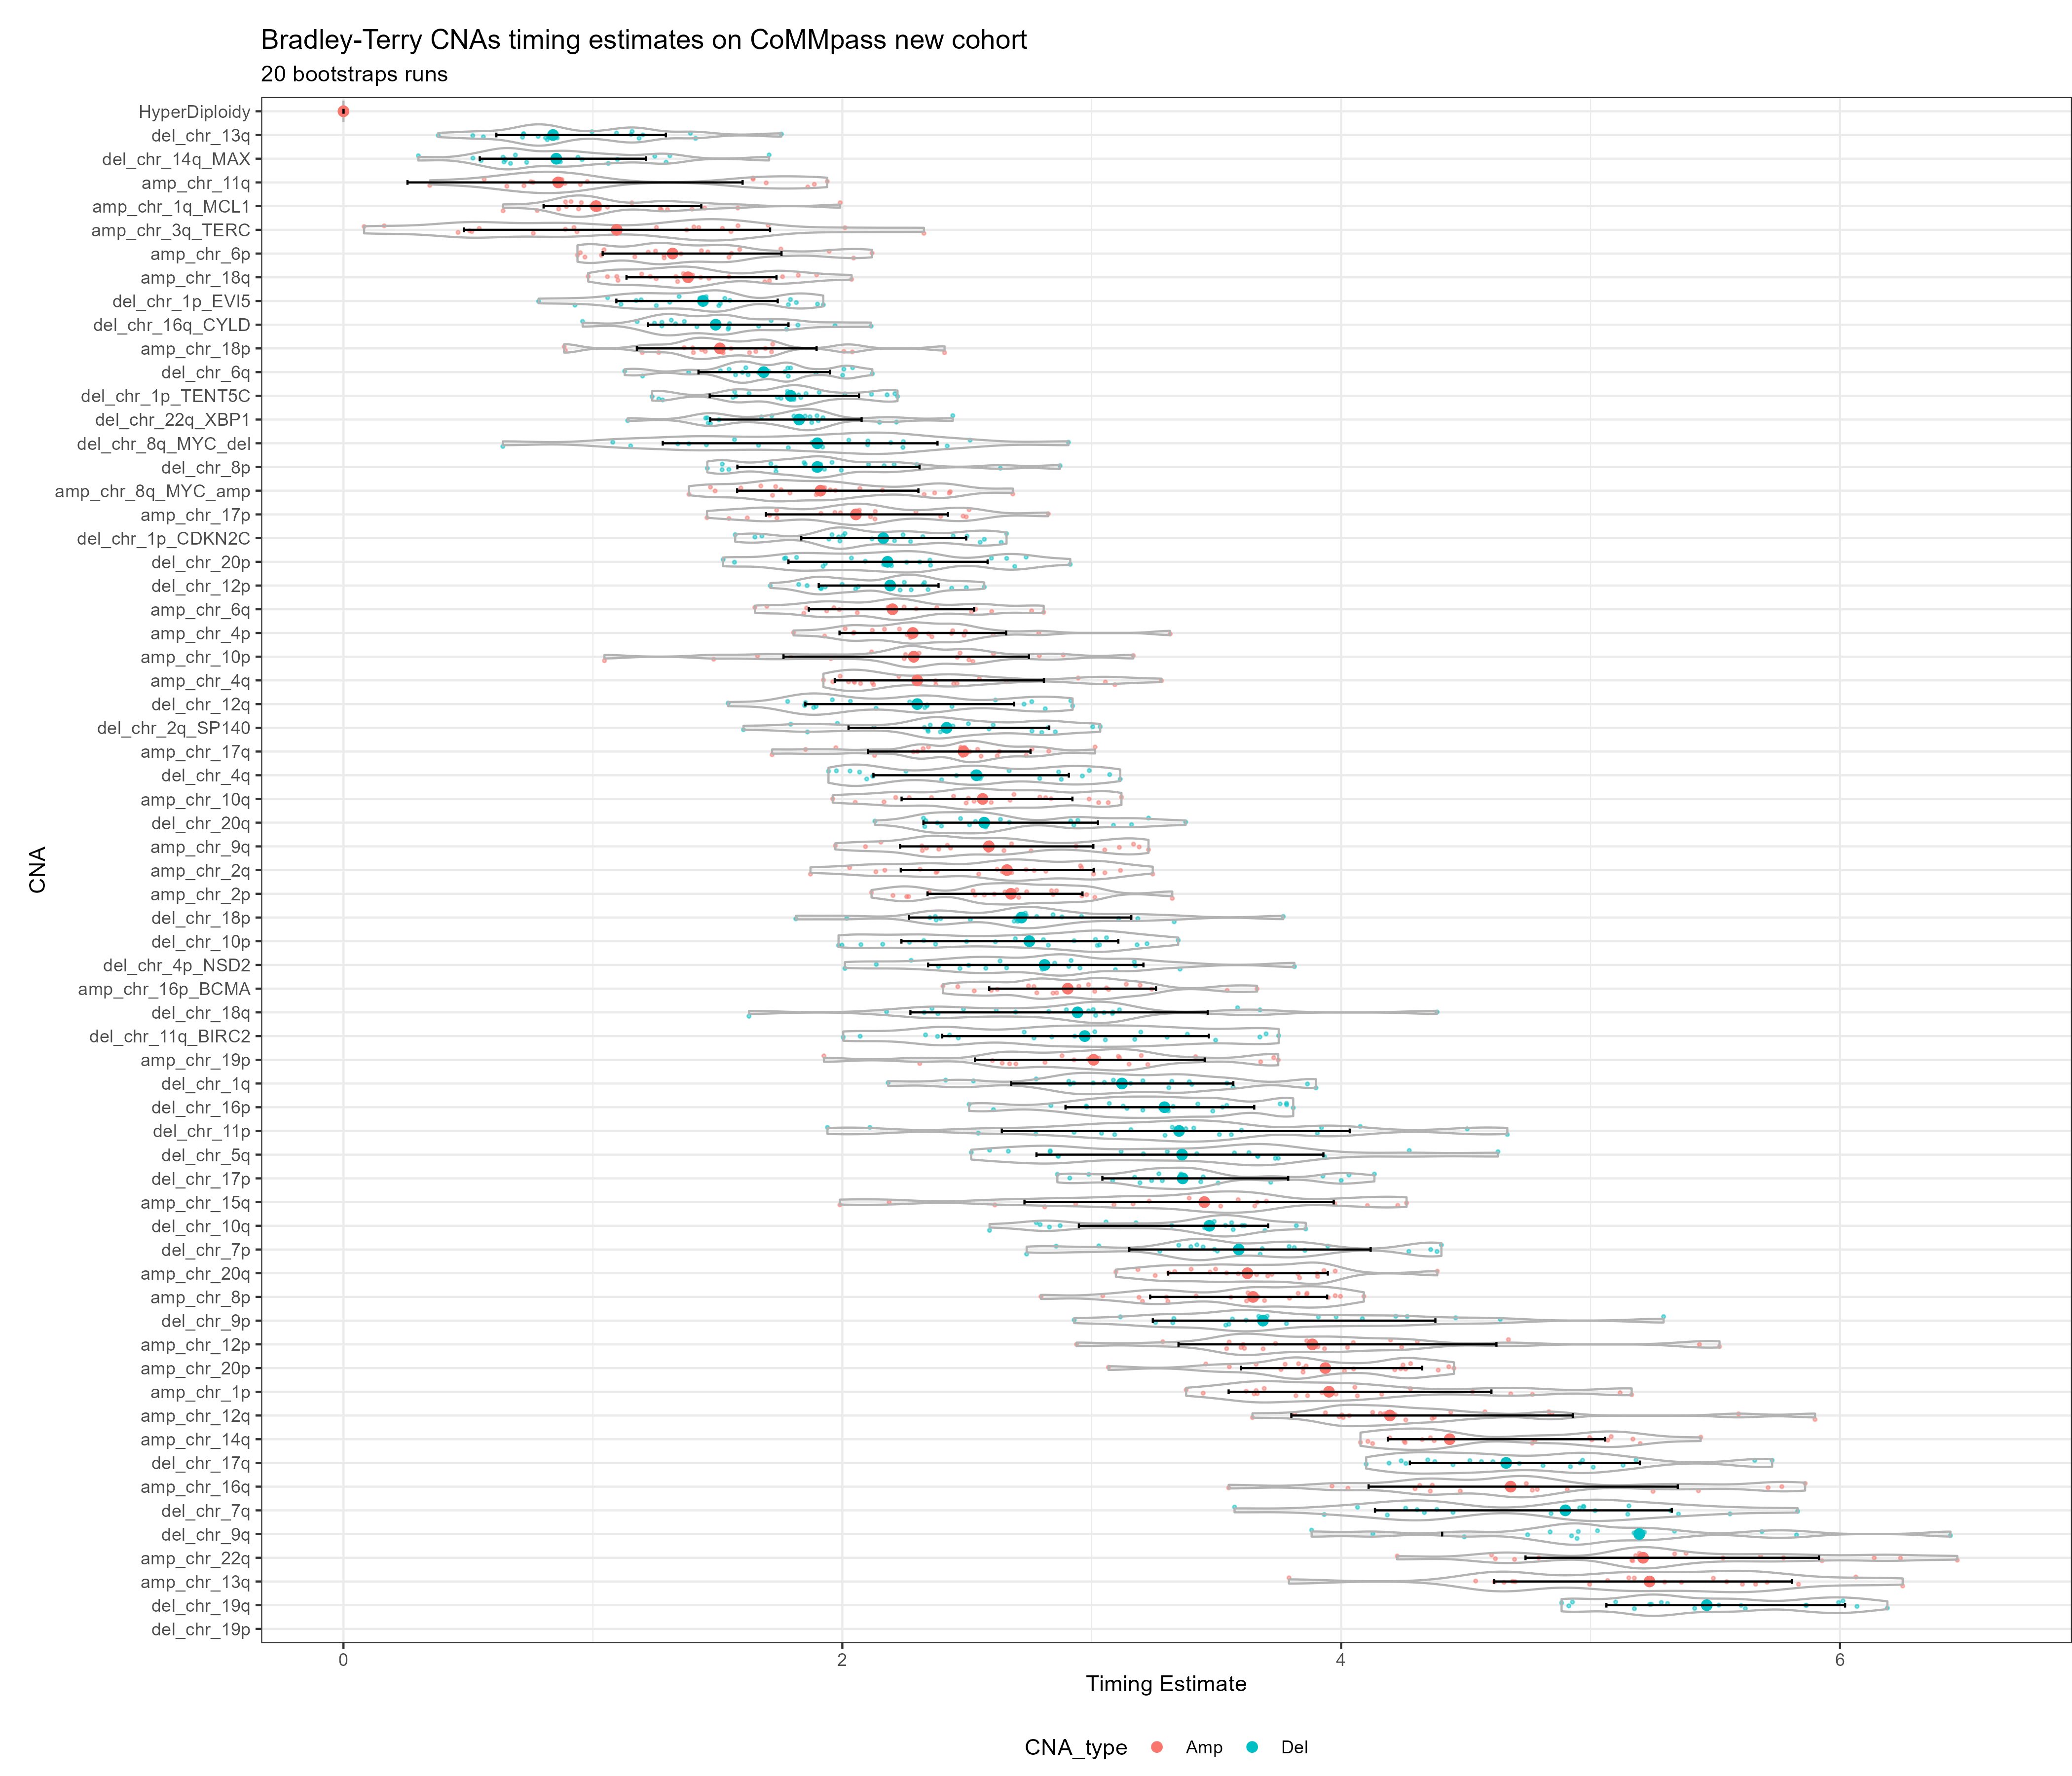 Bradley-Terry CNAs timing estimates on CoMMpass new cohort
20 bootstraps runs
CNA
HyperDiploidy
del_chr_13q
del_chr_14q_MAX
amp_chr_11q
amp_chr_1q_MCL1
amp_chr_3q_TERC
amp_chr_6p
amp_chr_18q
del_chr_1p_EVI5
del_chr_16q_CYLD
amp_chr_18p
del_chr_6q
del_chr_1p_TENT5C
del_chr_22q_XBP1
del_chr_8q_MYC_del
del_chr_8p
amp_chr_8q_MYC_amp
amp_chr_17p
del_chr_1p_CDKN2C
del_chr_20p
del_chr_12p
amp_chr_6q
amp_chr_4p
amp_chr_10p
amp_chr_4q
del_chr_12q
del_chr_2q_SP140
amp_chr_17q
del_chr_4q
amp_chr_10q
del_chr_20q
amp_chr_9q
amp_chr_2q
amp_chr_2p
del_chr_18p
del_chr_10p
del_chr_4p_NSD2
amp_chr_16p_BCMA
del_chr_18q
del_chr_11q_BIRC2
amp_chr_19p
del_chr_1q
del_chr_16p
del_chr_11p
del_chr_5q
del_chr_17p
amp_chr_15q
del_chr_10q
del_chr_7p
amp_chr_20q
amp_chr_8p
del_chr_9p
amp_chr_12p
amp_chr_20p
amp_chr_1p
amp_chr_12q
amp_chr_14q
del_chr_17q
amp_chr_16q
del_chr_7q
del_chr_9q
amp_chr_22q
amp_chr_13q
del_chr_19q
del_chr_19p
0 2 4 6
Timing Estimate
CNA_type Amp Del